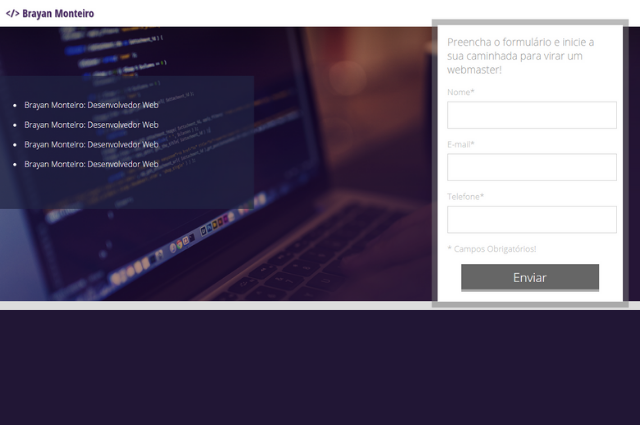 </> Brayan Monteiro
Brayan Monteiro: Desenvolvedor Web
Brayan Monteiro: Desenvolvedor Web
Brayan Monteiro: Desenvolvedor Web
Brayan Monteiro: Desenvolvedor Web
Preencha o formulário e inicie a
sua caminhada para virar um
webmaster!
Nome*
E-mail*
Telefone*
* Campos Obrigatórios!
Enviar